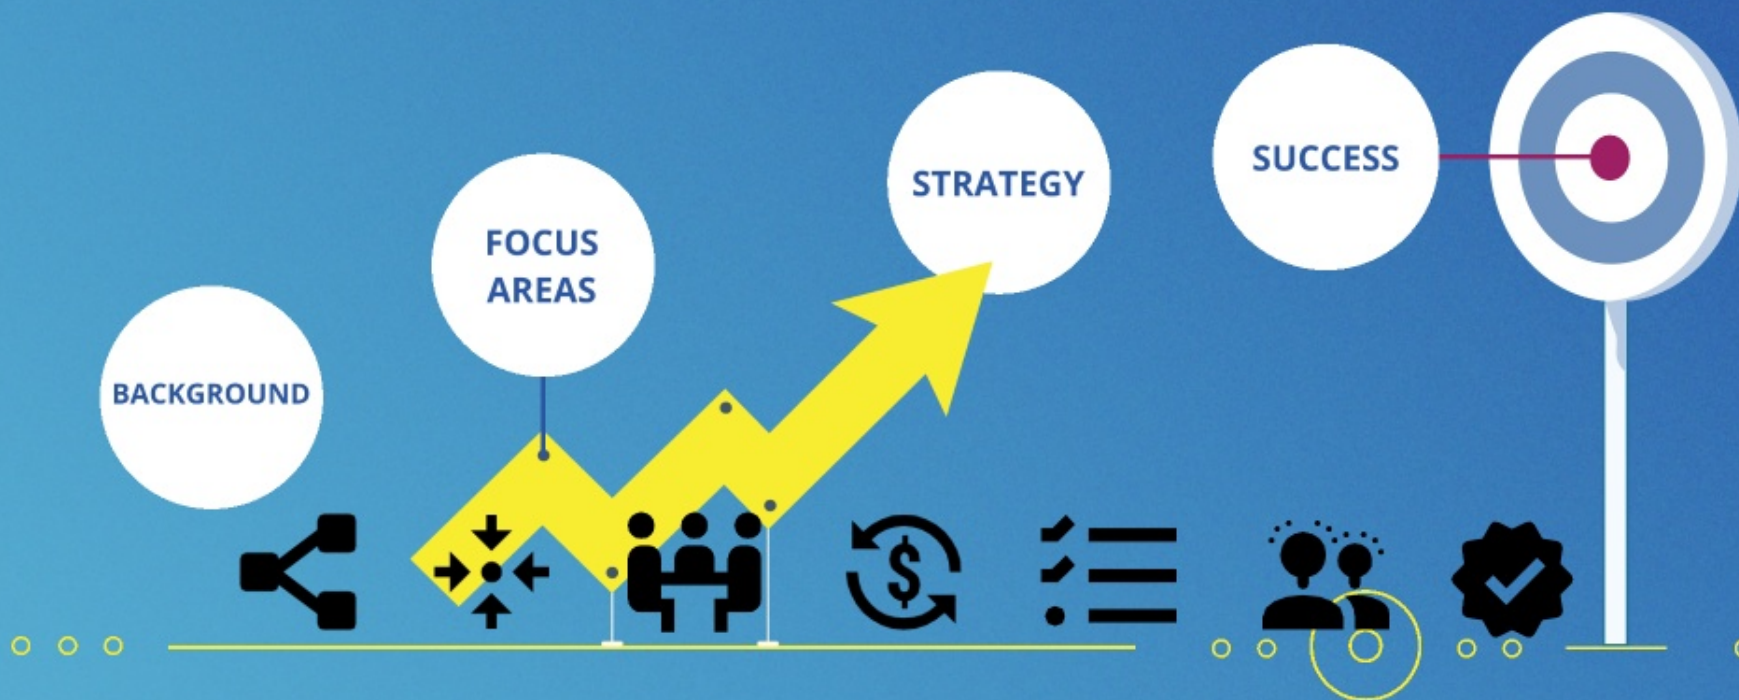 BACKGROUND
FOCUS
AREAS
STRATEGY
SUCCESS
$